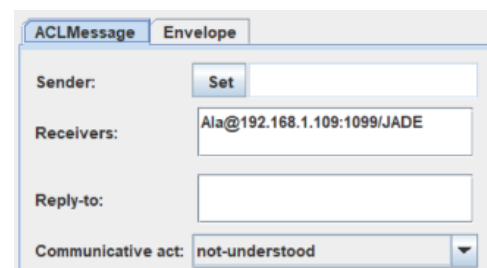 ACLMessage Envelope
Sender: Set
Receivers: Ala@192.168.1.109:1099/JADE
Reply-to:
Communicative act: not-understood